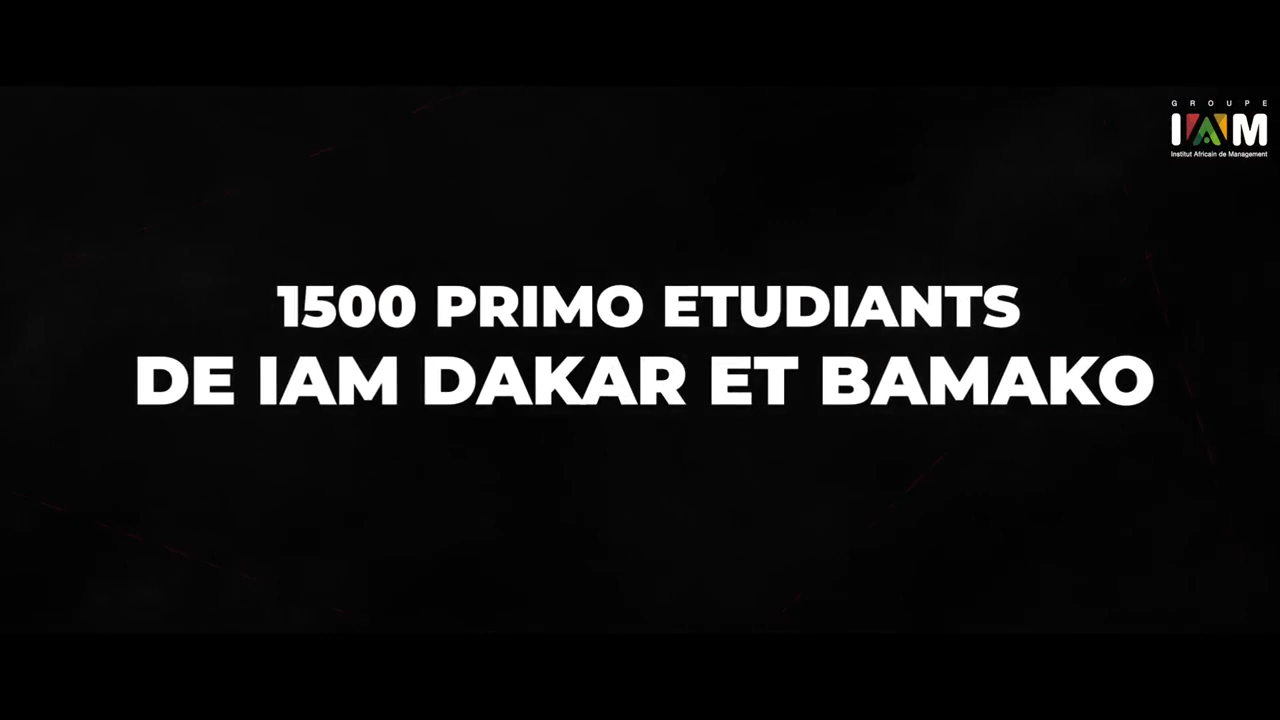 GROUPE
IAM
Institut Africain de Management
1500 PRIMO ETUDIANTS
DE IAM DAKAR ET BAMAKO